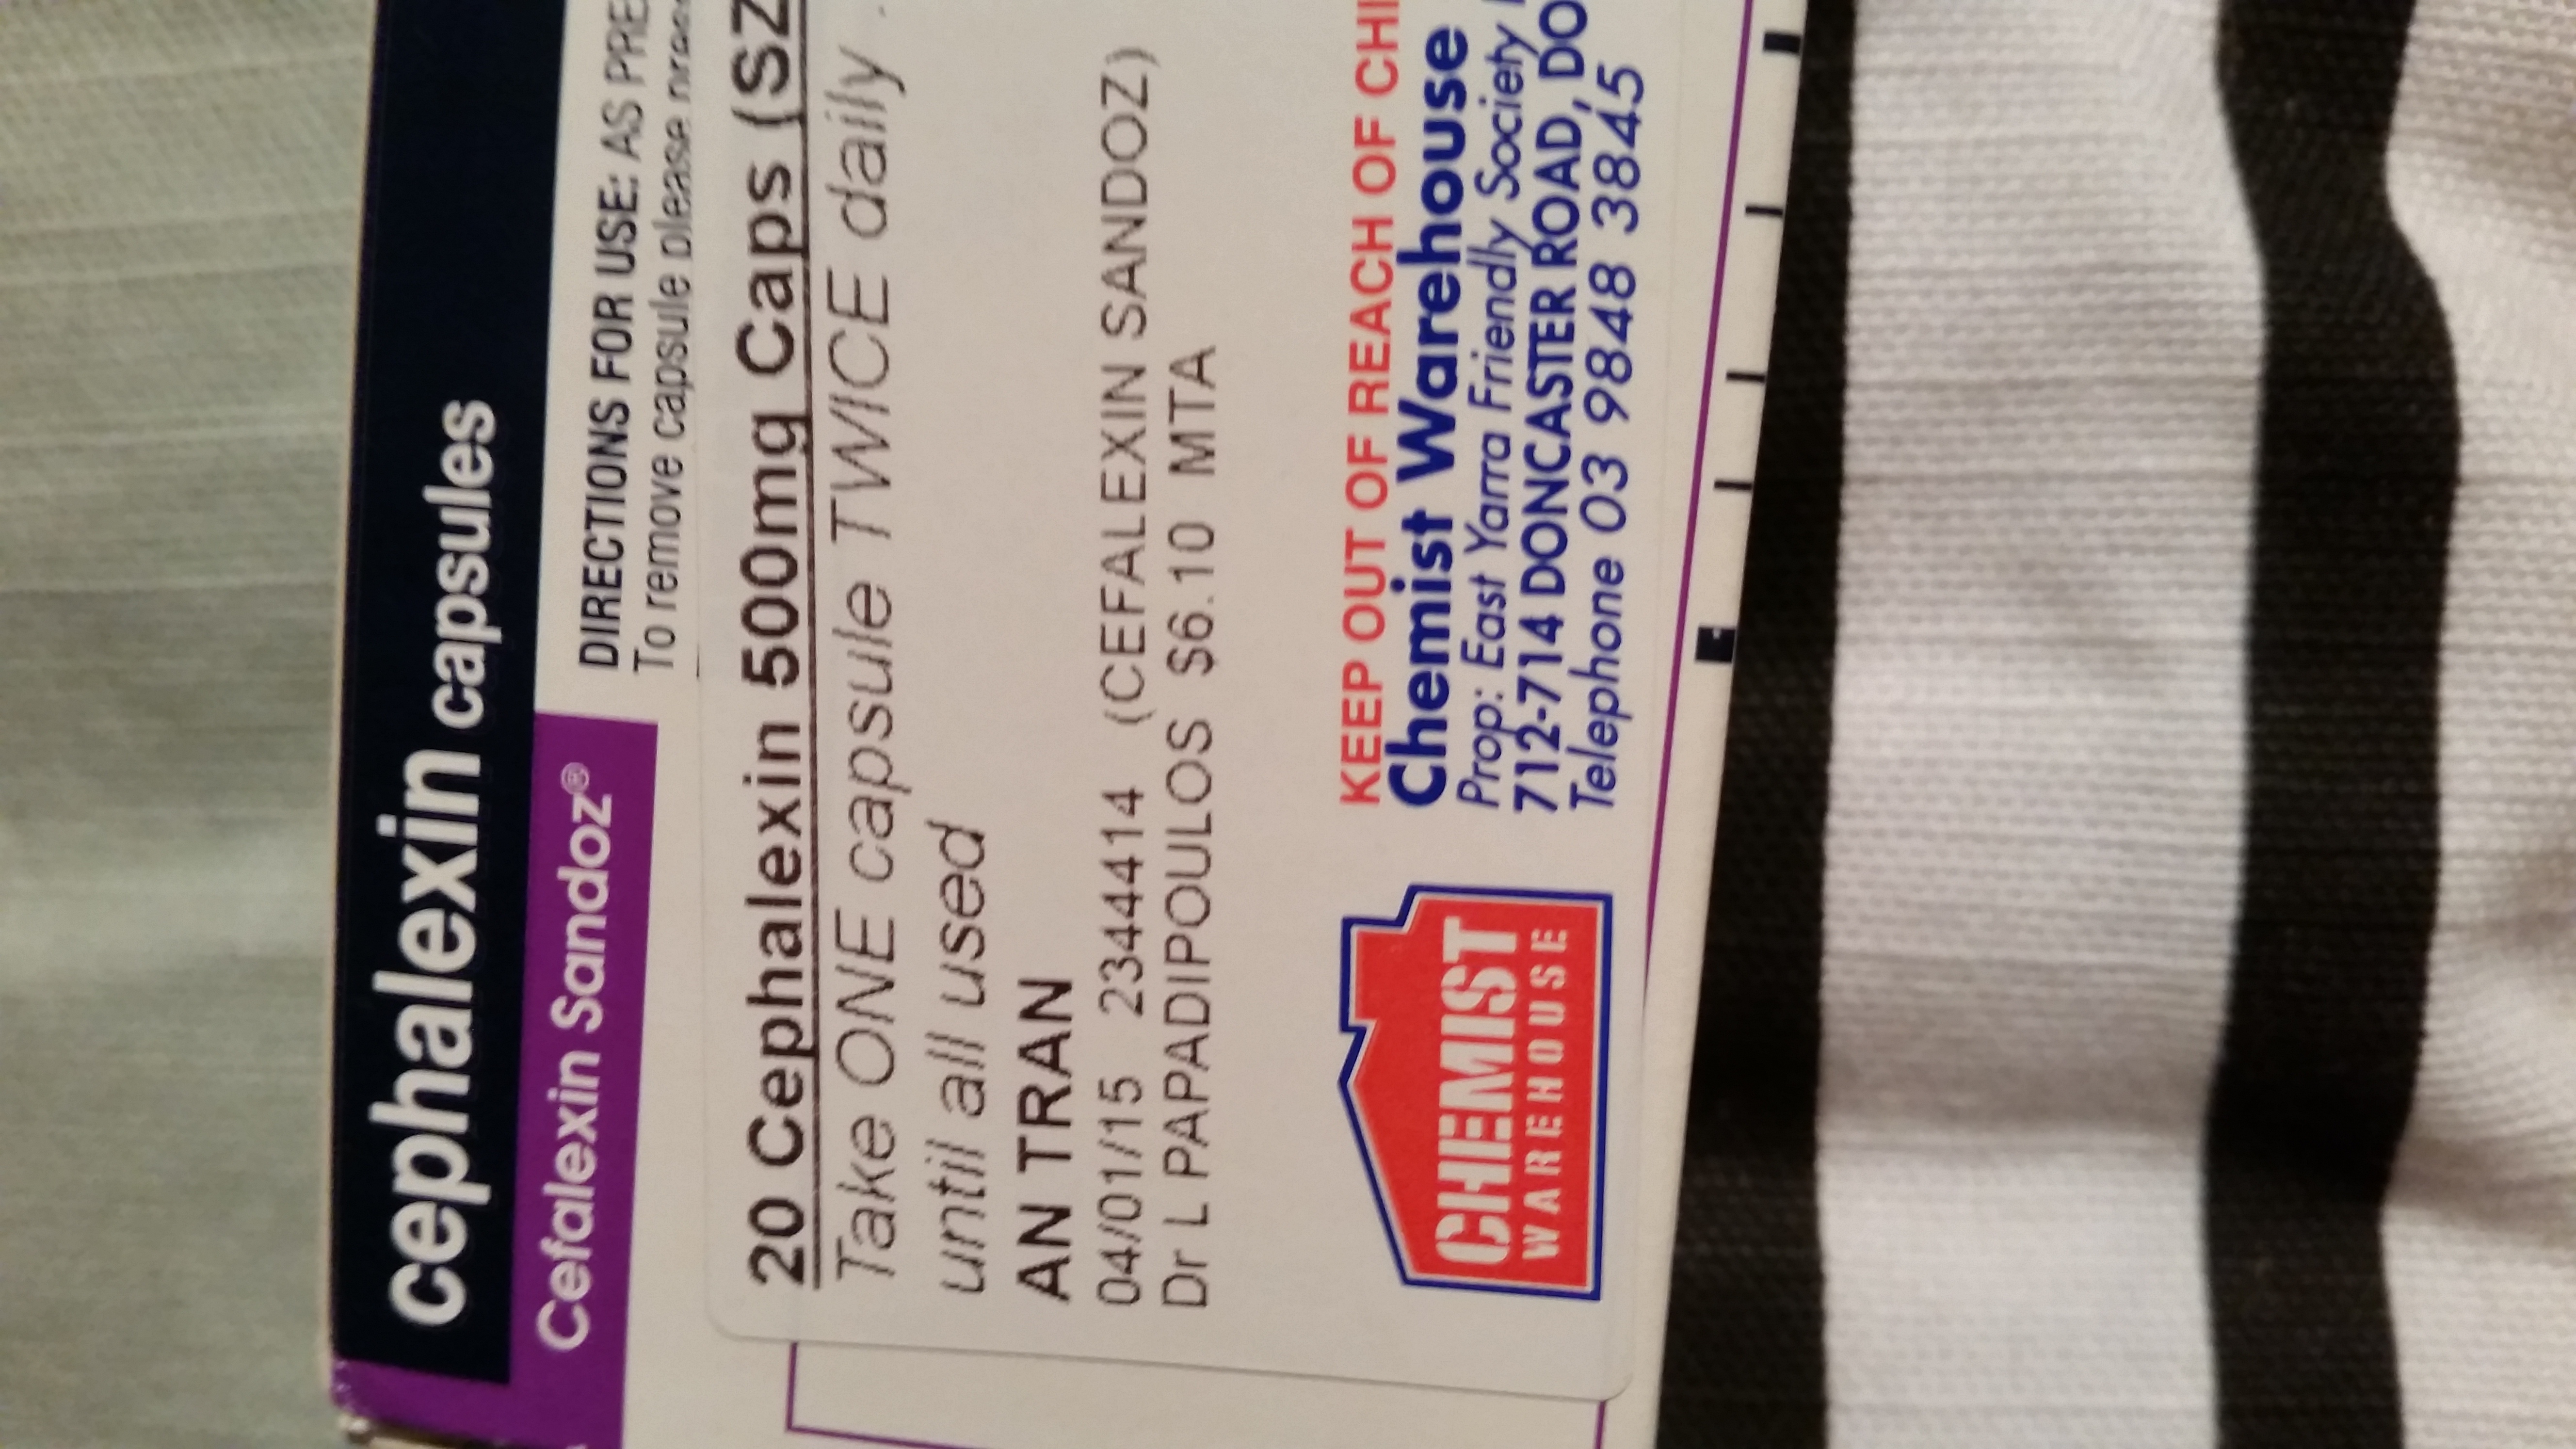 cephalexin capsules
Cefalexin Sandoz®
DIRECTIONS FOR USE: AS PRE
To remove capsule please
20 Cephalexin 500mg Caps (SZ
Take ONE capsule TWICE daily
until all used
AN TRAN
04/01/15 2344414 (CEFALEXIN SANDOZ)
Dr L PAPADIPOULOS $6.10 MTA
KEEP OUT OF REACH OF CHI
Chemist Warehouse
Prop: East Yarra Friendly Society
712-714 DONCASTER ROAD, DO
Telephone 03 9848 3845
CHEMIST
WAREHOUSE